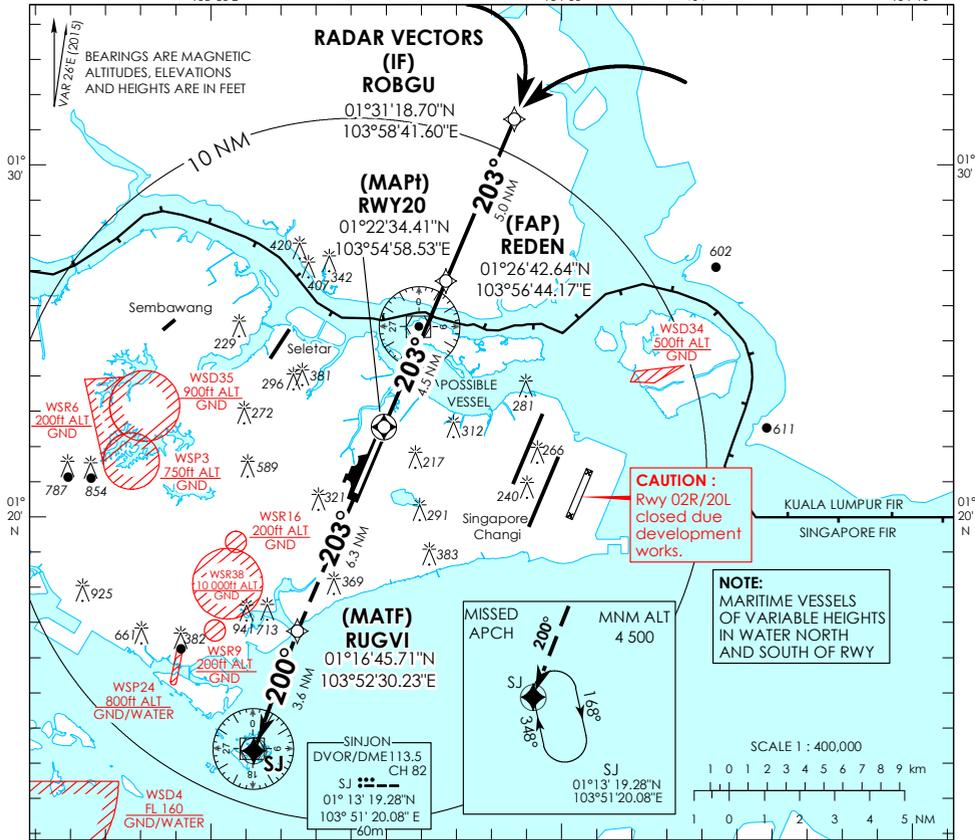 VAR 26'E (2015)
BEARINGS ARE MAGNETIC
ALTITUDES, ELEVATIONS
AND HEIGHTS ARE IN FEET
RADAR VECTORS
(IF)
ROBGU
01°31'18.70"N
103°58'41.60"E
10 NM
01°
30'
01°
30'
203°
5.0 NM
(MAPt)
RWY20
01°22'34.41"N
103°54'58.53"E
(FAP)
REDEN
01°26'42.64"N
103°56'44.17"E
420
407
342
602
Sembawang
229
Seletar
296
381
272
589
WSD35
900ft ALT
GND
WSR6
200ft ALT
GND
WSP3
750ft ALT
GND
787
854
0
27
9
203°
4.5 NM
POSSIBLE
VESSEL
281
312
217
266
240
291
321
383
369
WSD34
500ft ALT
GND
611
Singapore
Changi
CAUTION :
Rwy 02R/20L
closed due
development
works.
KUALA LUMPUR FIR
SINGAPORE FIR
01°
20'
N
01°
20'
N
203°
6.3 NM
WSR16
200ft ALT
GND
WSR38
10 000ft ALT
GND
925
661
382
941
713
WSR9
200ft ALT
GND
WSP24
800ft ALT
GND/WATER
(MATF)
RUGVI
01°16'45.71"N
103°52'30.23"E
200°
3.6 NM
0
27
18
SJ
WSD4
FL 160
GND/WATER
SINJON
DVOR/DME113.5
CH 82
SJ
01° 13' 19.28"N
103° 51' 20.08" E
60m
MISSED
APCH
MNM ALT
4 500
200°
SJ
168°
348°
SJ
01°13' 19.28"N
103°51'20.08"E
NOTE:
MARITIME VESSELS
OF VARIABLE HEIGHTS
IN WATER NORTH
AND SOUTH OF RWY
SCALE 1 : 400,000
1 0 1 2 3 4 5 6 7 8 9 km
1 0 1 2 3 4 5 NM